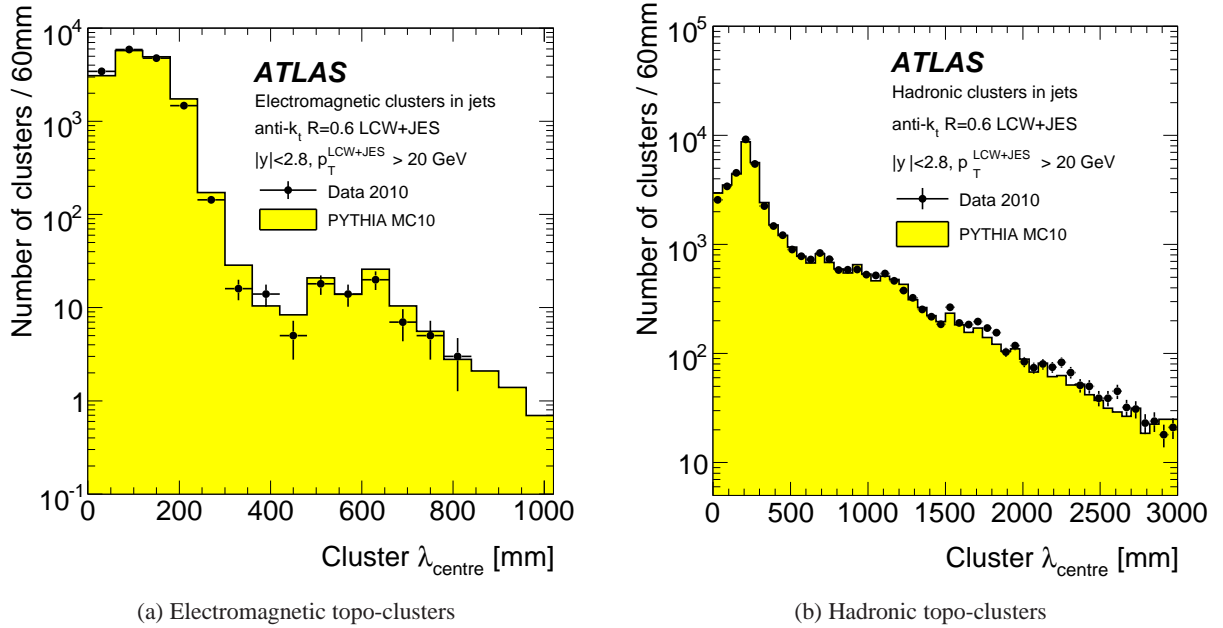 Number of clusters / 60mm
10^4
10^3
10^2
10
1
10^-1
ATLAS
Electromagnetic clusters in jets
anti-k_t R=0.6 LCW+JES
|y|<2.8, p_T^LCW+JES > 20 GeV
Data 2010
PYTHIA MC10
0 200 400 600 800 1000
Cluster λ_centre [mm]
(a) Electromagnetic topo-clusters
Number of clusters / 60mm
10^5
10^4
10^3
10^2
10
ATLAS
Hadronic clusters in jets
anti-k_t R=0.6 LCW+JES
|y|<2.8, p_T^LCW+JES > 20 GeV
Data 2010
PYTHIA MC10
0 500 1000 1500 2000 2500 3000
Cluster λ_centre [mm]
(b) Hadronic topo-clusters